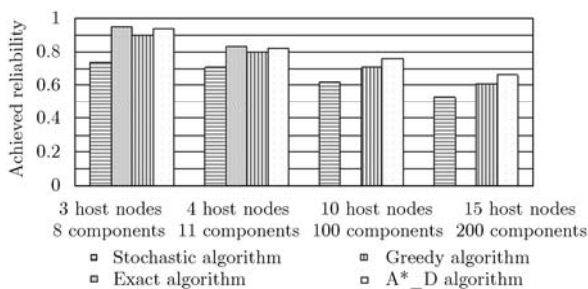 Achieved reliability
1
0.8
0.6
0.4
0.2
0
3 host nodes 4 host nodes 10 host nodes 15 host nodes
8 components 11 components 100 components 200 components
Stochastic algorithm Greedy algorithm
Exact algorithm A*_D algorithm